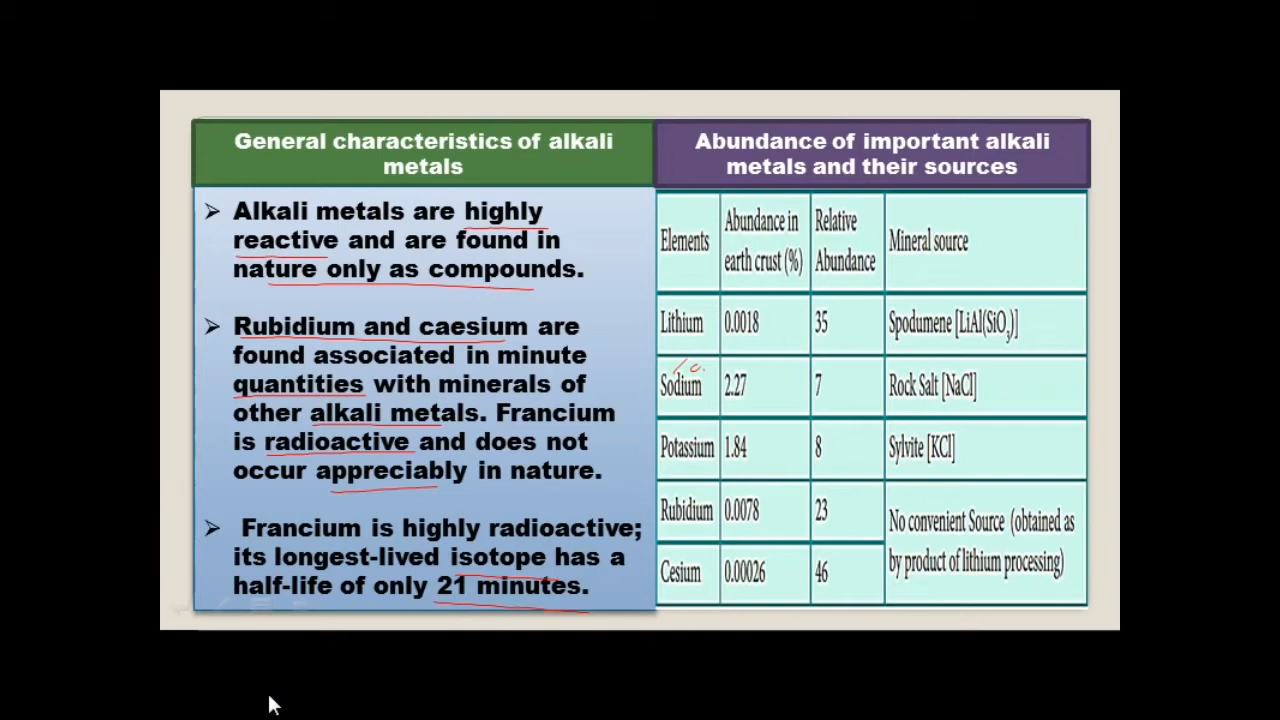 General characteristics of alkali
metals
➢ Alkali metals are highly
reactive and are found in
nature only as compounds.
➢ Rubidium and caesium are
found associated in minute
quantities with minerals of
other alkali metals. Francium
is radioactive and does not
occur appreciably in nature.
➢ Francium is highly radioactive;
its longest-lived isotope has a
half-life of only 21 minutes.
Abundance of important alkali
metals and their sources
Elements Abundance in earth crust (%) Relative Abundance Mineral source
Lithium 0.0018 35 Spodumene [LiAl(SiO₃)]
Sodium 2.27 7 Rock Salt [NaCl]
Potassium 1.84 8 Sylvite [KCl]
Rubidium 0.0078 23 No convenient Source (obtained as
Cesium 0.00026 46 by product of lithium processing)